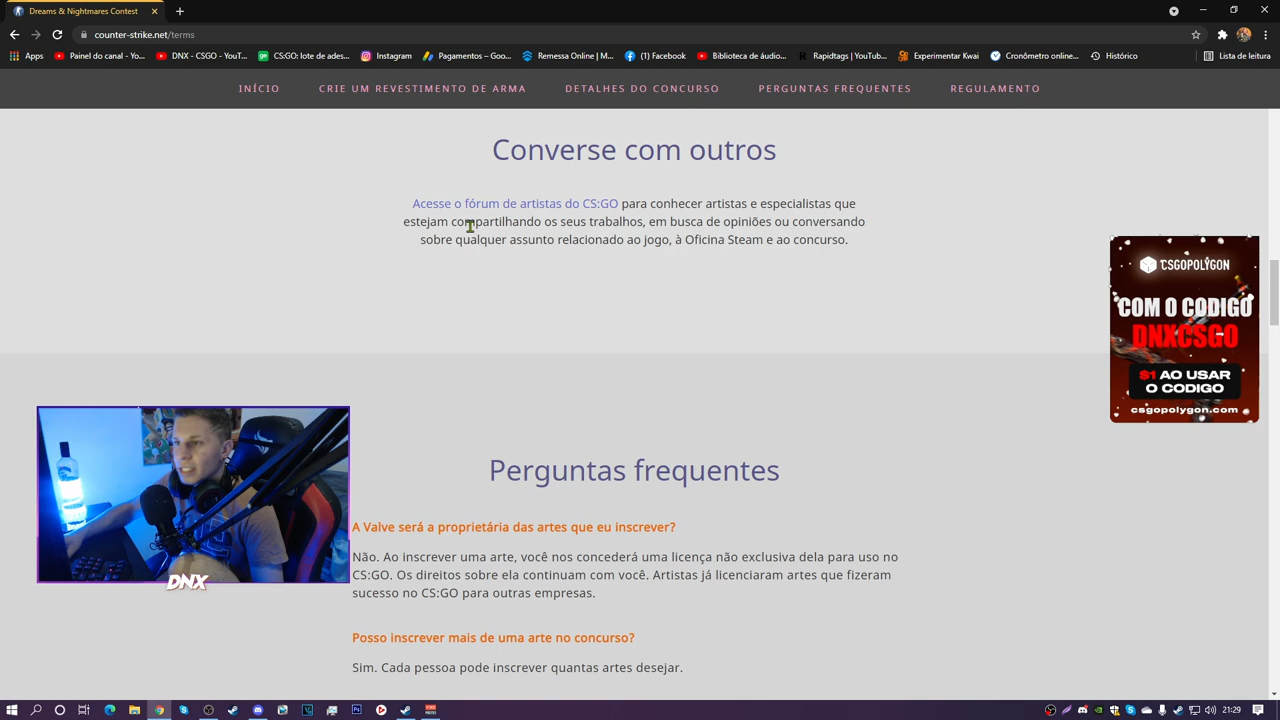 Dreams & Nightmares Contest
counter-strike.net/terms
Apps
Painel do canal - Yo...
DNX - CSGO - YouT...
CS:GO: lote de ades...
Instagram
Pagamentos – Goo...
Remessa Online | M...
(1) Facebook
Biblioteca de áudio...
Rapidtags | YouTub...
Experimentar Kwai
Cronômetro online...
Histórico
Lista de leitura
INÍCIO
CRIE UM REVESTIMENTO DE ARMA
DETALHES DO CONCURSO
PERGUNTAS FREQUENTES
REGULAMENTO
Converse com outros
Acesse o fórum de artistas do CS:GO para conhecer artistas e especialistas que
estejam compartilhando os seus trabalhos, em busca de opiniões ou conversando
sobre qualquer assunto relacionado ao jogo, à Oficina Steam e ao concurso.
CSGOPOLYGON
COM O CODIGO
DNXCSGO
$1 AO USAR
O CODIGO
csgopolygon.com
DNX
Perguntas frequentes
A Valve será a proprietária das artes que eu inscrever?
Não. Ao inscrever uma arte, você nos concederá uma licença não exclusiva dela para uso no
CS:GO. Os direitos sobre ela continuam com você. Artistas já licenciaram artes que fizeram
sucesso no CS:GO para outras empresas.
Posso inscrever mais de uma arte no concurso?
Sim. Cada pessoa pode inscrever quantas artes desejar.
21:29